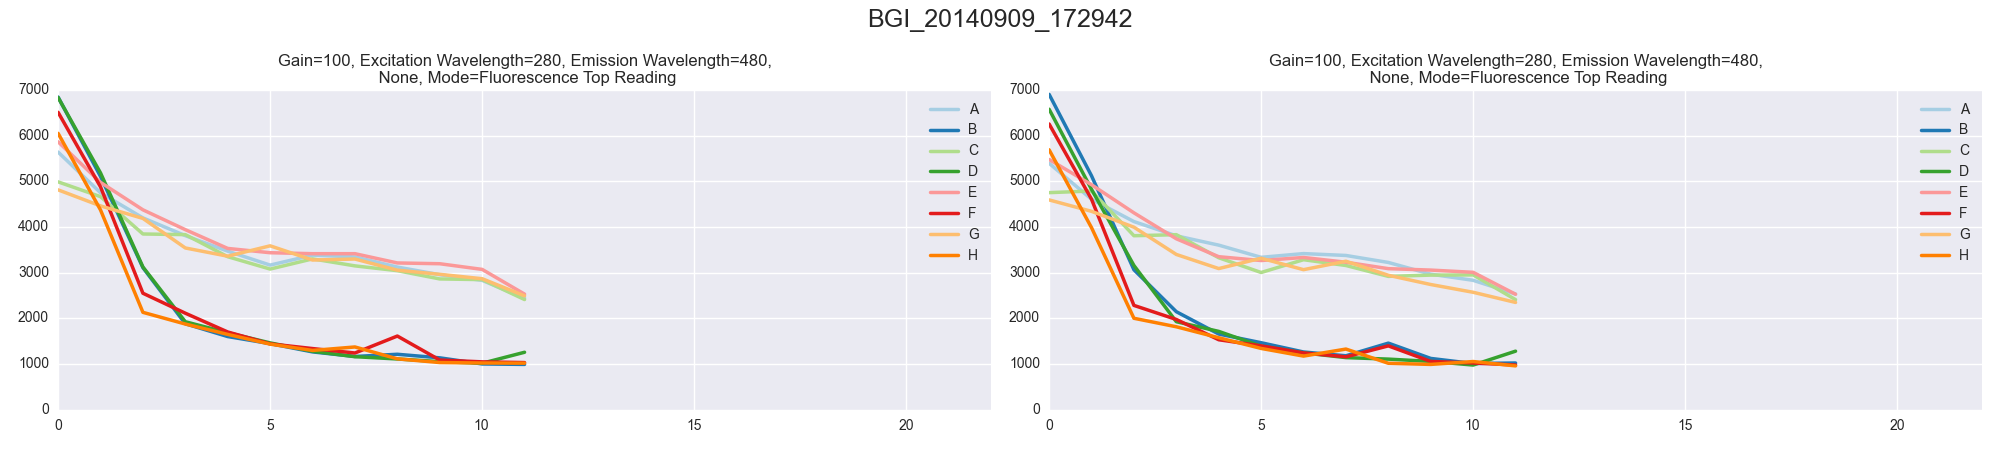 BGI_20140909_172942
Gain=100, Excitation Wavelength=280, Emission Wavelength=480,
None, Mode=Fluorescence Top Reading
7000
6000
5000
4000
3000
2000
1000
0
0 5 10 15 20
A
B
C
D
E
F
G
H
Gain=100, Excitation Wavelength=280, Emission Wavelength=480,
None, Mode=Fluorescence Top Reading
7000
6000
5000
4000
3000
2000
1000
0
0 5 10 15 20
A
B
C
D
E
F
G
H